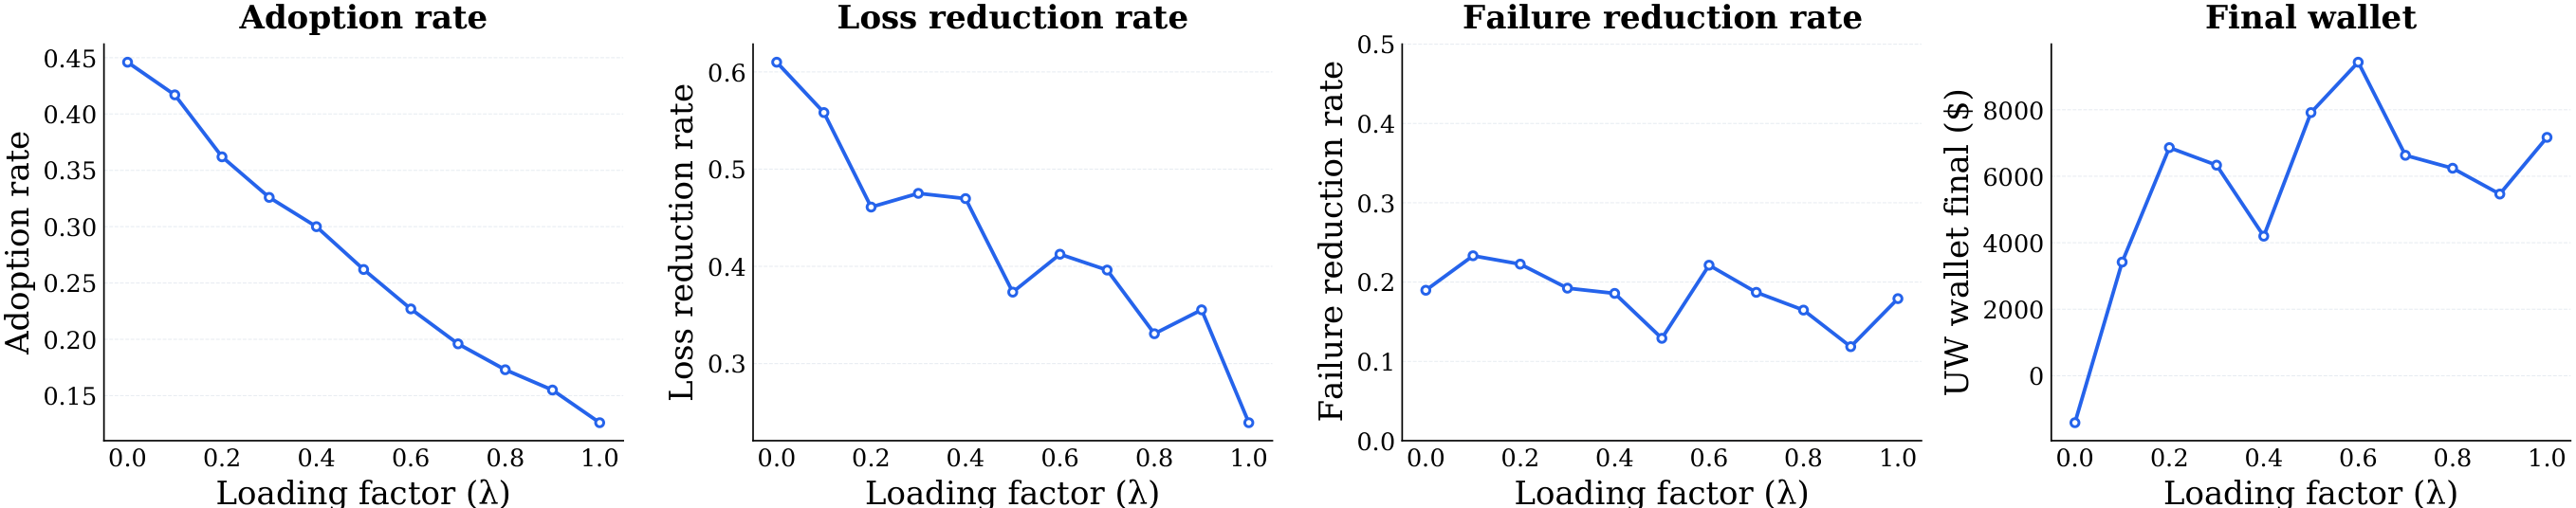 Adoption rate
Adoption rate
0.45
0.40
0.35
0.30
0.25
0.20
0.15
0.0 0.2 0.4 0.6 0.8 1.0
Loading factor (λ)
Loss reduction rate
Loss reduction rate
0.6
0.5
0.4
0.3
0.0 0.2 0.4 0.6 0.8 1.0
Loading factor (λ)
Failure reduction rate
Failure reduction rate
0.5
0.4
0.3
0.2
0.1
0.0
0.0 0.2 0.4 0.6 0.8 1.0
Loading factor (λ)
Final wallet
UW wallet final ($)
8000
6000
4000
2000
0
0.0 0.2 0.4 0.6 0.8 1.0
Loading factor (λ)